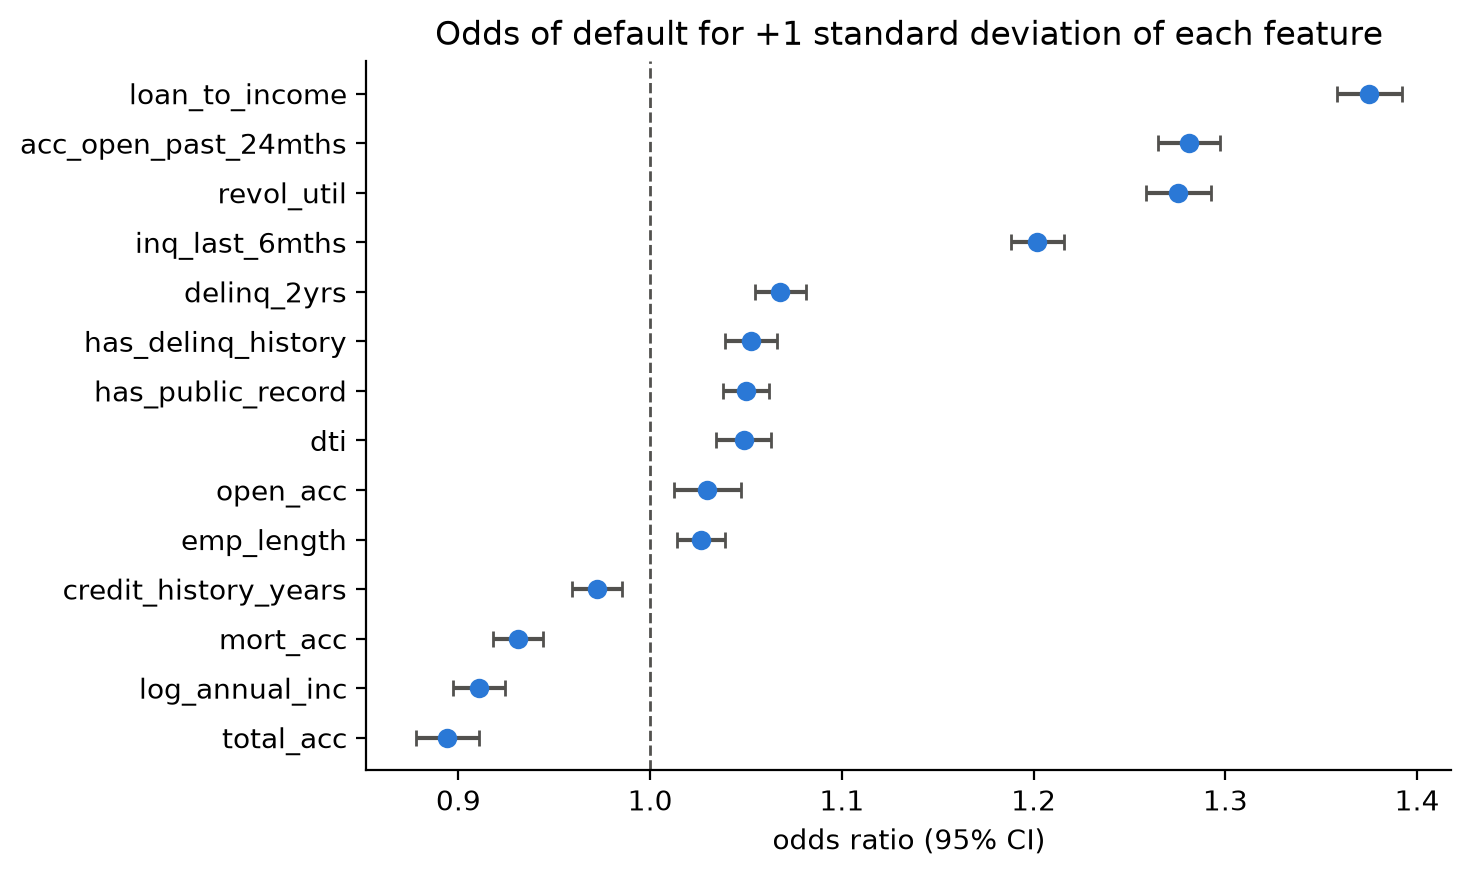 Odds of default for +1 standard deviation of each feature
loan_to_income
acc_open_past_24mths
revol_util
inq_last_6mths
delinq_2yrs
has_delinq_history
has_public_record
dti
open_acc
emp_length
credit_history_years
mort_acc
log_annual_inc
total_acc
0.9 1.0 1.1 1.2 1.3 1.4
odds ratio (95% CI)